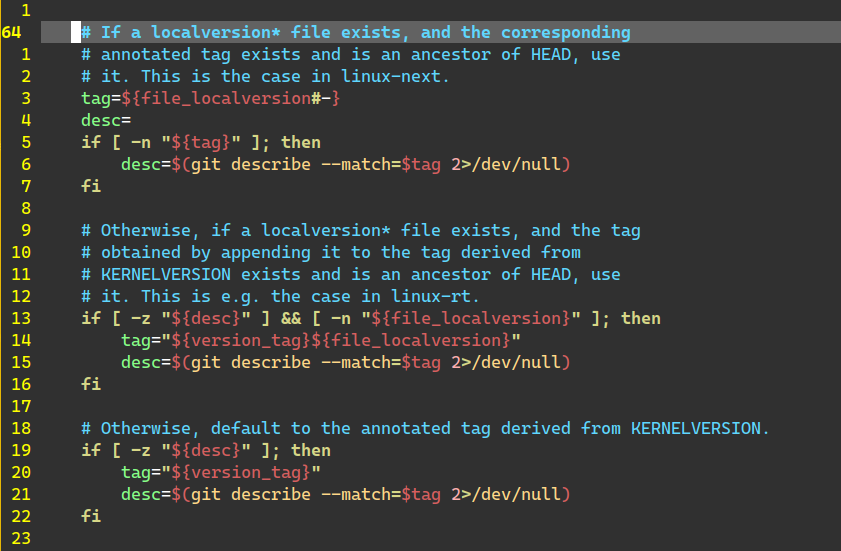 1
64 # If a localversion* file exists, and the corresponding
1 # annotated tag exists and is an ancestor of HEAD, use
2 # it. This is the case in linux-next.
3 tag=${file_localversion#-}
4 desc=
5 if [ -n "${tag}" ]; then
6 desc=$(git describe --match=$tag 2>/dev/null)
7 fi
8
9 # Otherwise, if a localversion* file exists, and the tag
10 # obtained by appending it to the tag derived from
11 # KERNELVERSION exists and is an ancestor of HEAD, use
12 # it. This is e.g. the case in linux-rt.
13 if [ -z "${desc}" ] && [ -n "${file_localversion}" ]; then
14 tag="${version_tag}${file_localversion}"
15 desc=$(git describe --match=$tag 2>/dev/null)
16 fi
17
18 # Otherwise, default to the annotated tag derived from KERNELVERSION.
19 if [ -z "${desc}" ]; then
20 tag="${version_tag}"
21 desc=$(git describe --match=$tag 2>/dev/null)
22 fi
23